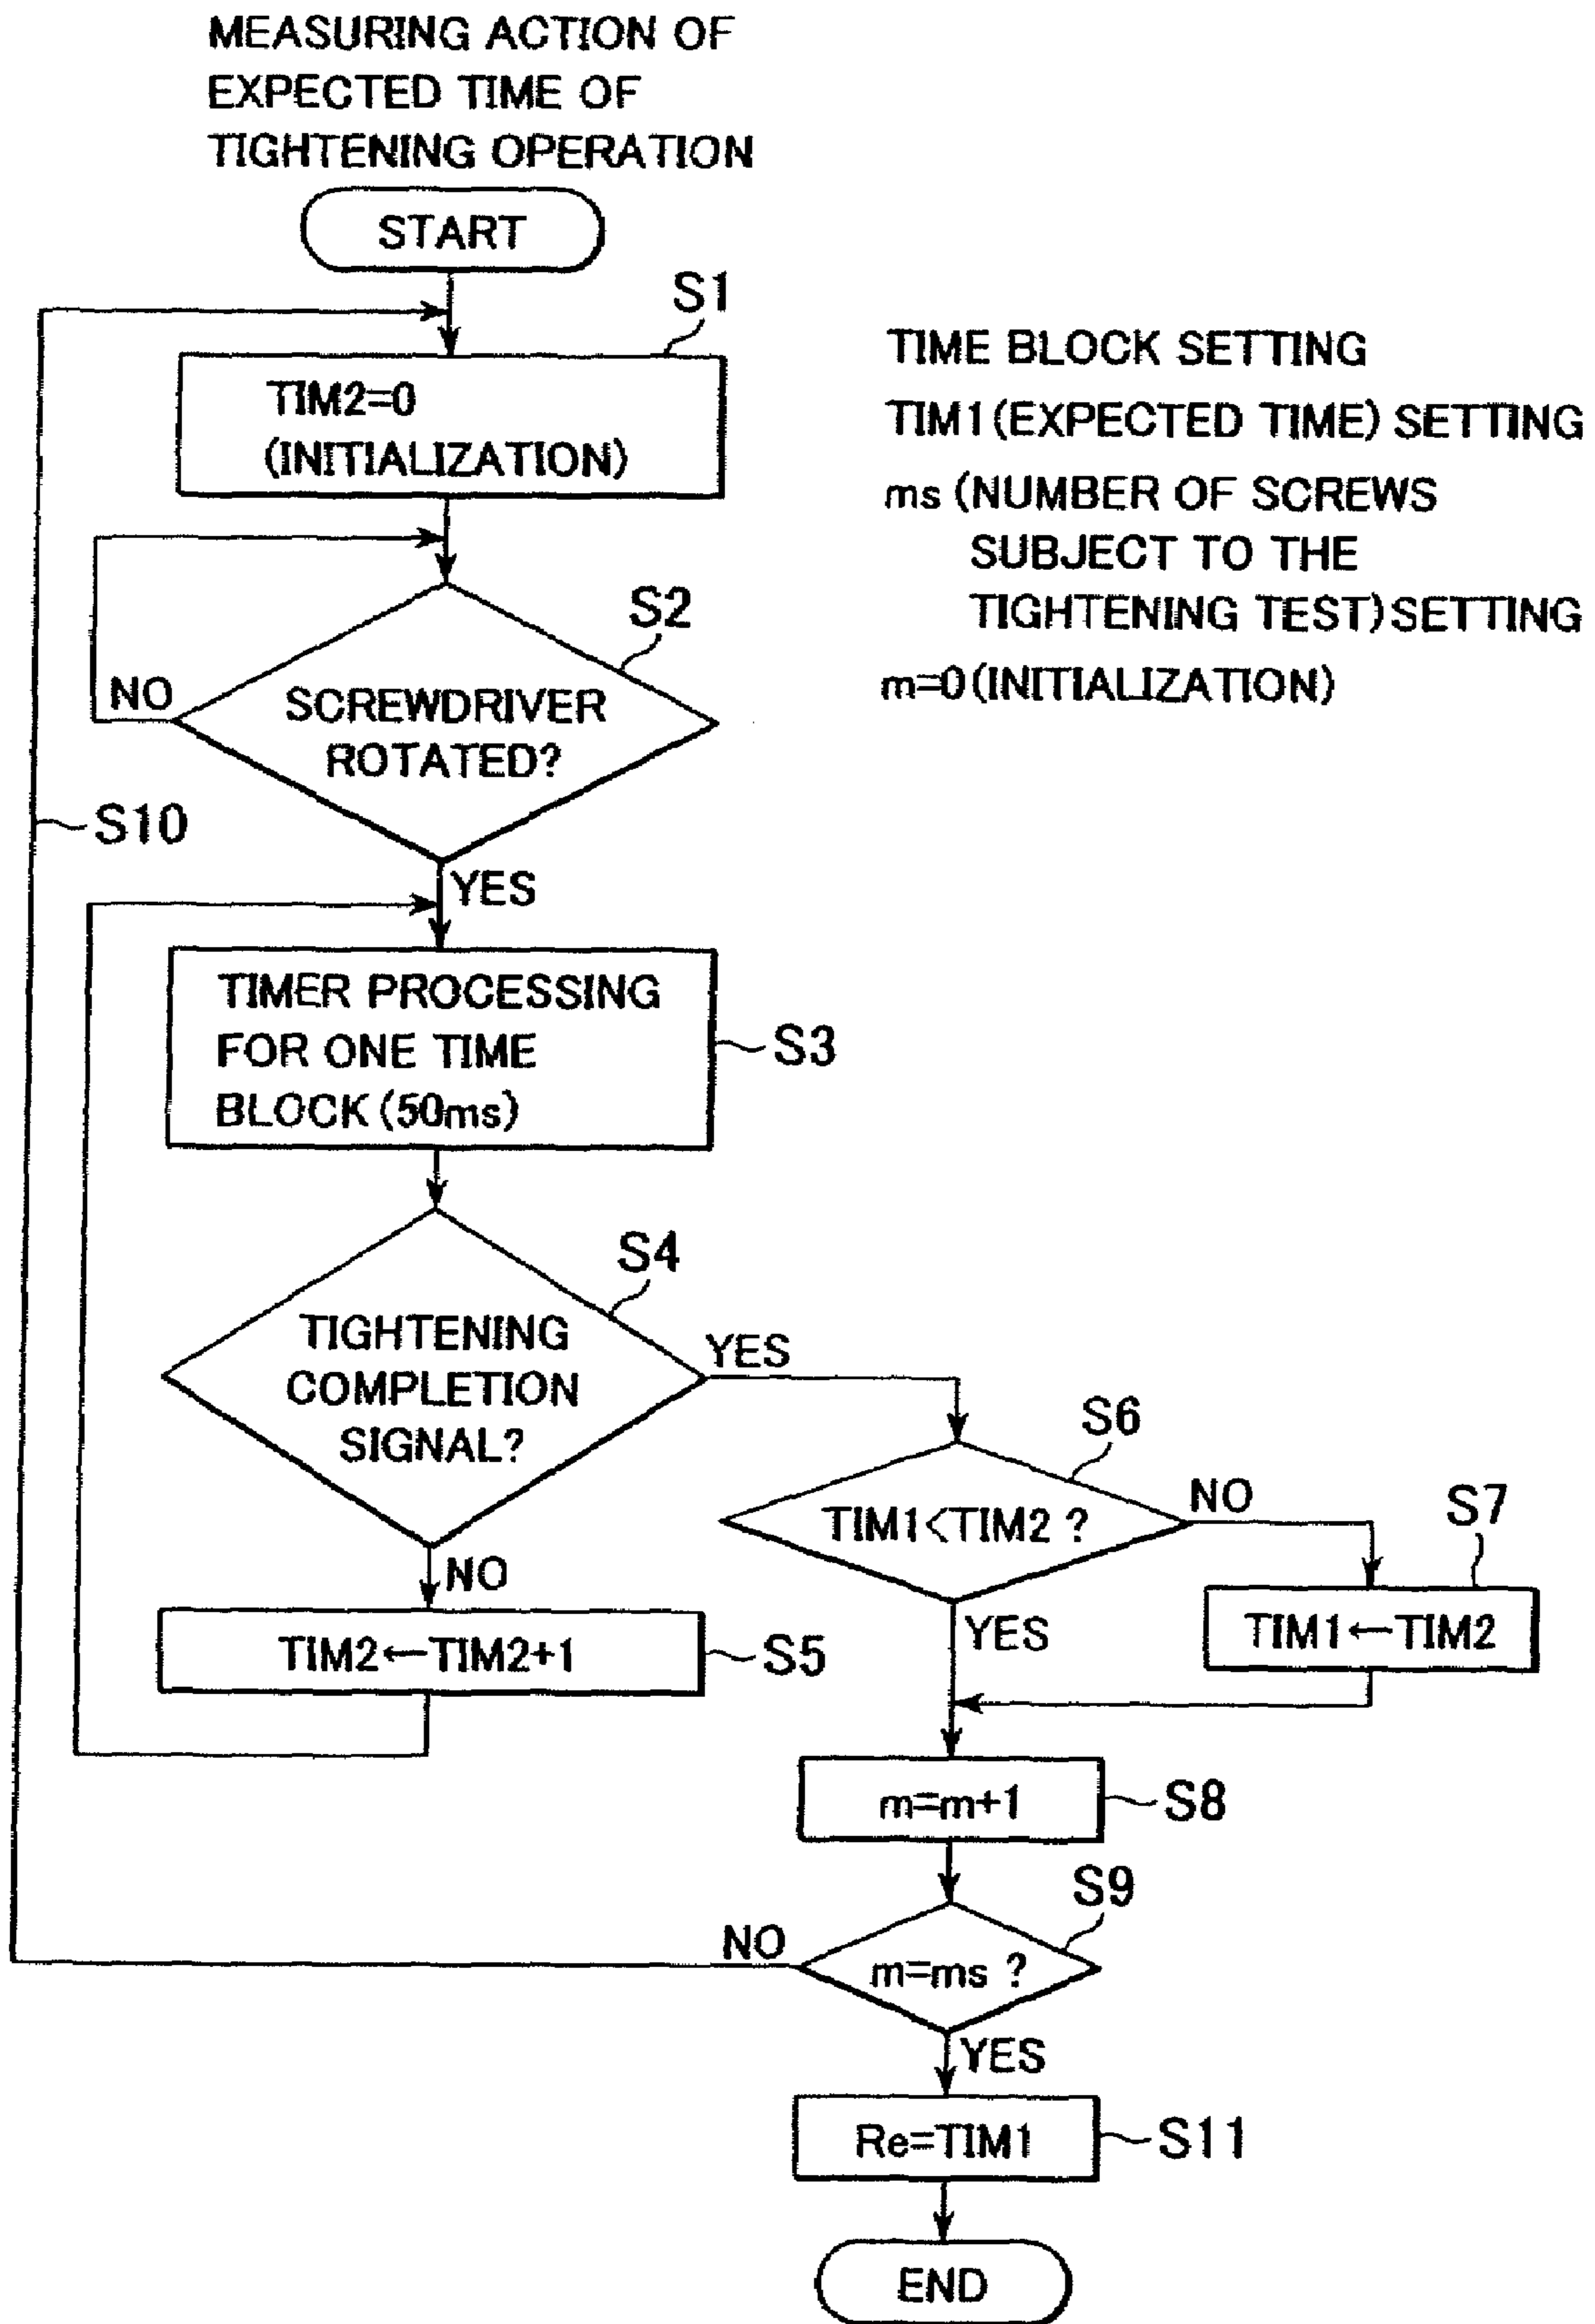 MEASURING ACTION OF
EXPECTED TIME OF
TIGHTENING OPERATION
START
S1
TIM2=0
(INITIALIZATION)
TIME BLOCK SETTING
TIM1(EXPECTED TIME) SETTING
ms (NUMBER OF SCREWS
SUBJECT TO THE
TIGHTENING TEST) SETTING
m=0 (INITIALIZATION)
S2
NO
SCREWDRIVER
ROTATED?
S10
YES
TIMER PROCESSING
FOR ONE TIME
BLOCK (50ms)
S3
S4
TIGHTENING
COMPLETION
SIGNAL?
YES
NO
TIM2←TIM2+1
S5
S6
TIM1<TIM2 ?
NO
S7
TIM1←TIM2
YES
m=m+1
S8
S9
NO
m=ms ?
YES
Re=TIM1
S11
END